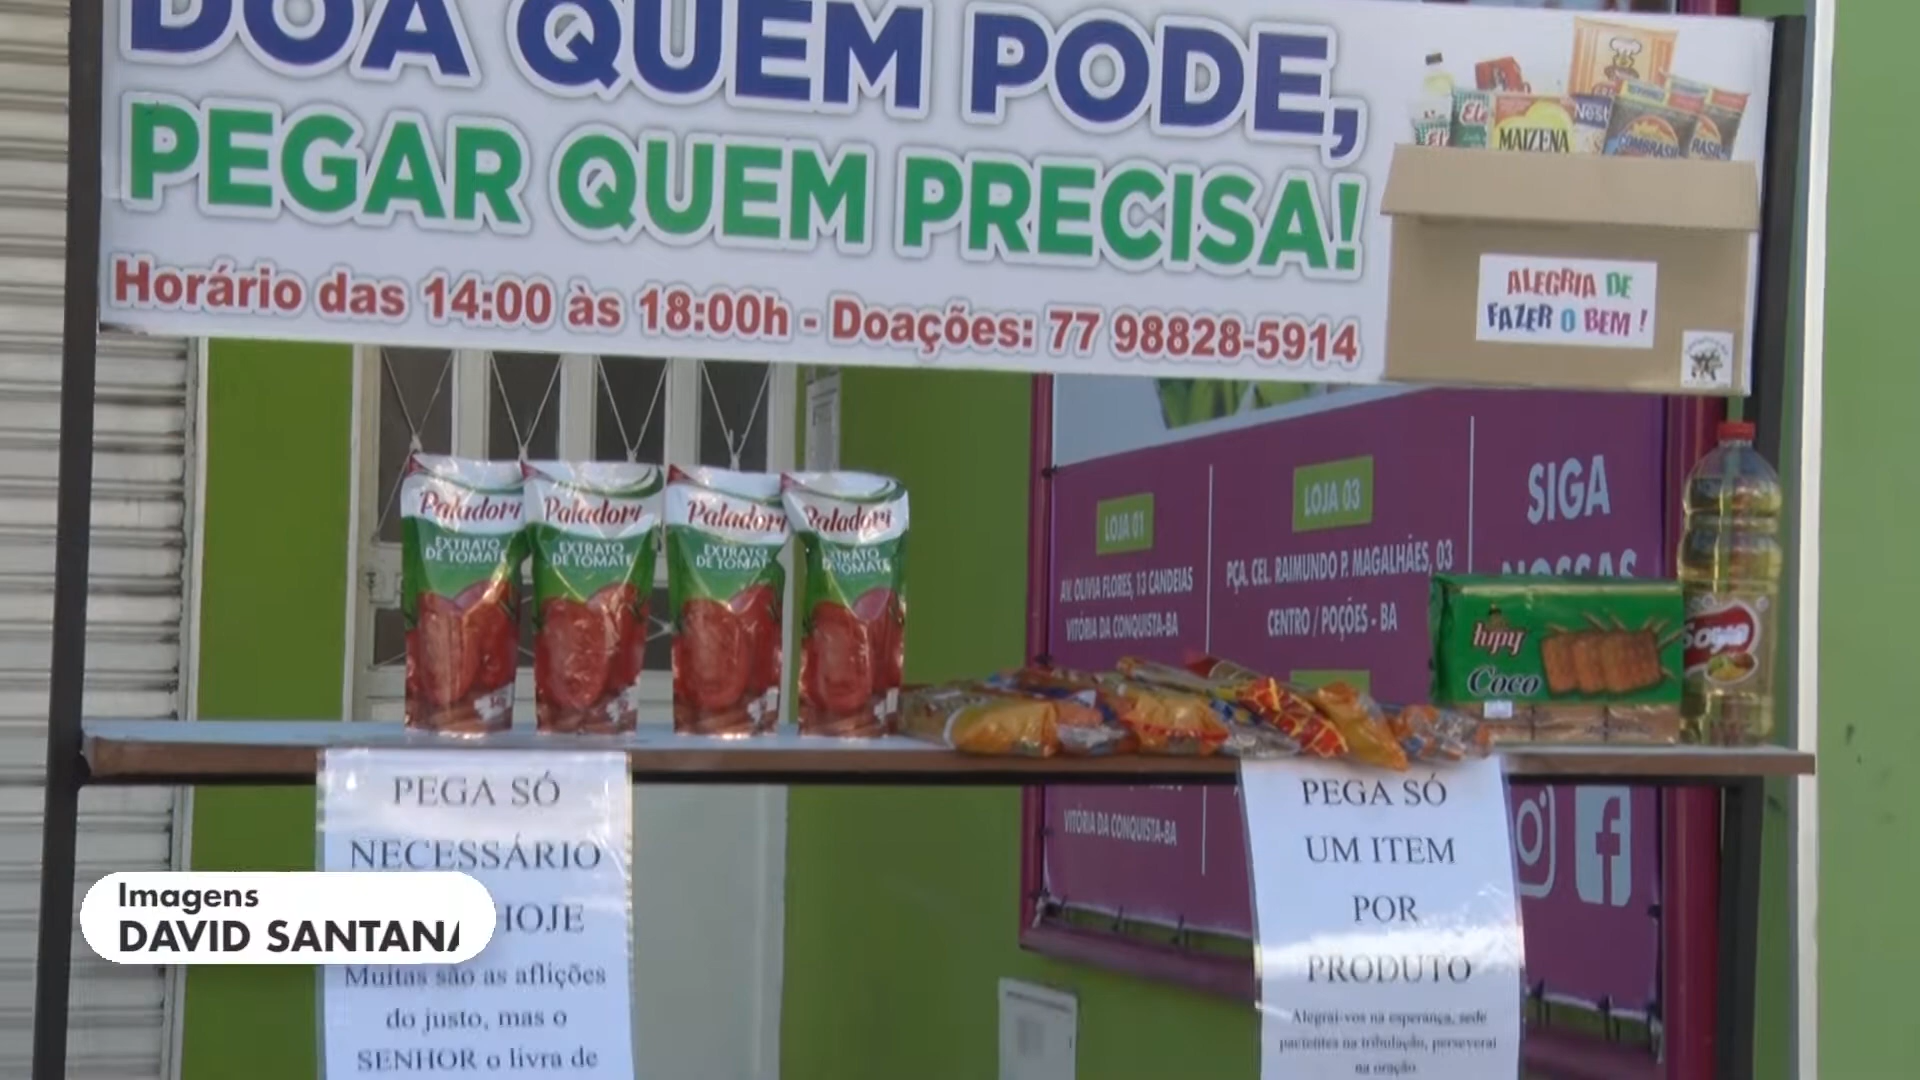 DOA QUEM PODE,
PEGAR QUEM PRECISA!
Horário das 14:00 às 18:00h - Doações: 77 98828-5914
MAIZENA
ALEGRIA DE
FAZER O BEM !
Paladori
EXTRATO
DE TOMATE
Paladori
EXTRATO
DE TOMATE
Paladori
EXTRATO
DE TOMAT
Paladori
EXTRATO
DE TOMATE
LOJA 01
AV. OLIVIA FLORES, 13 CANDEIAS
VITÓRIA DA CONQUISTA-BA
LOJA 03
PÇA. CEL. RAIMUNDO P. MAGALHÃES, 03
CENTRO / POÇÕES - BA
SIGA
NOSSAS
Coco
VITÓRIA DA CONQUISTA-BA
PEGA SÓ
NECESSÁRIO
HOJE
Muitas são as aflições
do justo, mas o
SENHOR o livra de
PEGA SÓ
UM ITEM
POR
PRODUTO
Alegrai-vos na esperança, sede
pacientes na tribulação, perseverai
na oração
Imagens
DAVID SANTANA